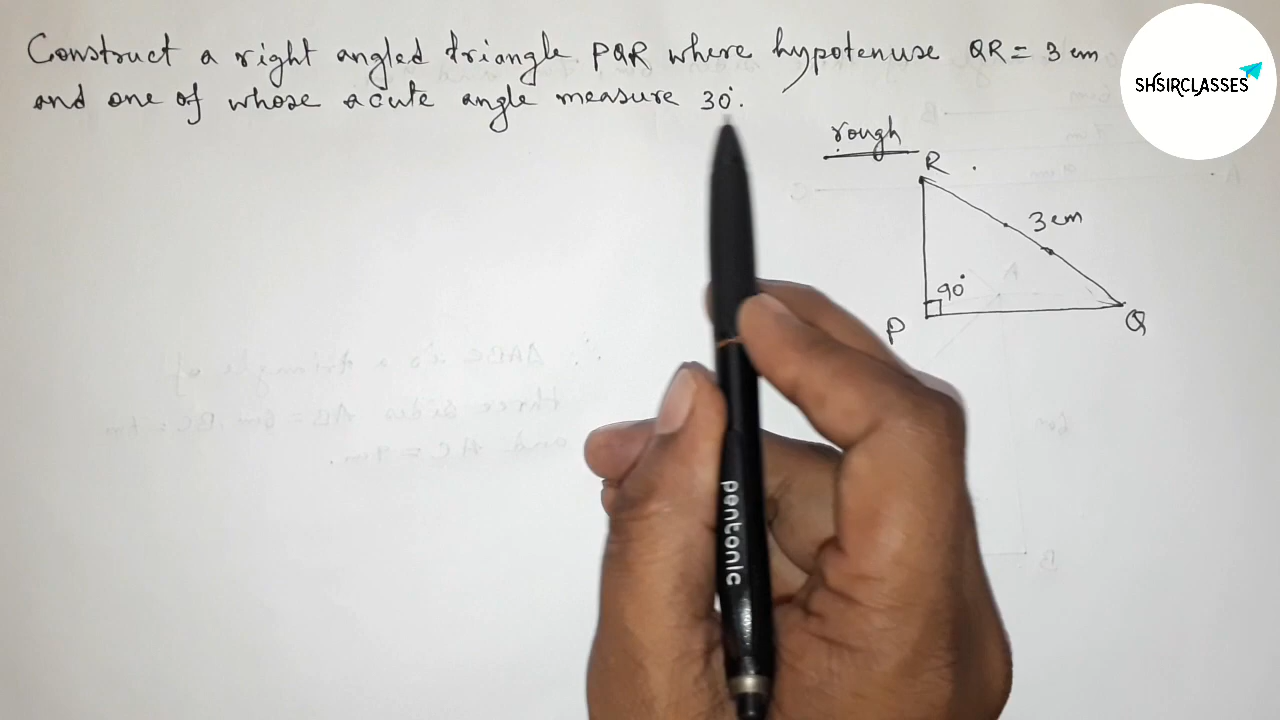 Construct a right angled triangle PQR where hypotenuse QR = 3 cm
and one of whose acute angle measure 30°.
SHSIRCLASSES
rough
R
3 cm
90°
P
Q
pentonic